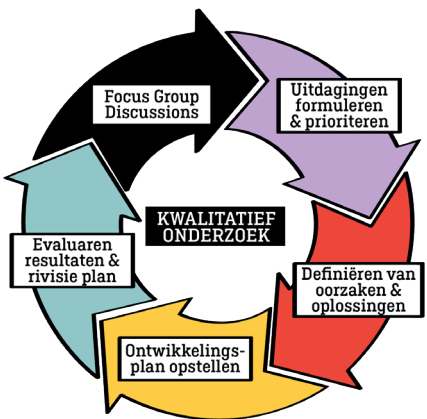 Focus Group
Discussions
Uitdagingen
formuleren
& prioriteren
Definiëren van
oorzaken &
oplossingen
Ontwikkelings-
plan opstellen
Evaluaren
resultaten &
rivisie plan
KWALITATIEF
ONDERZOEK